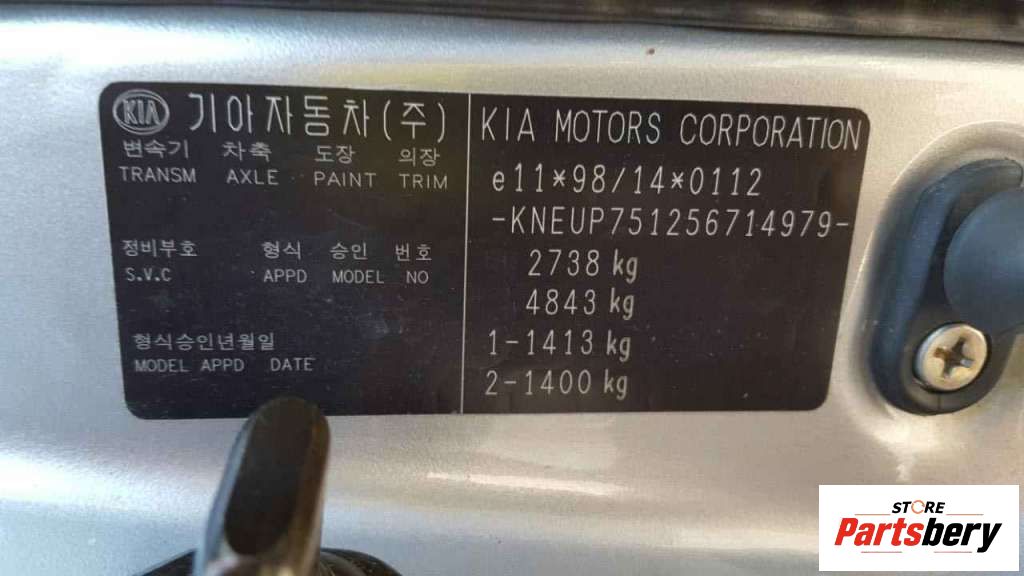 KIA 기아자동차(주)
변속기 차축 도장 의장
TRANSM AXLE PAINT TRIM
정비부호 형식 승인 번호
S.V.C APPD MODEL NO
형식승인년월일
MODEL APPD DATE
KIA MOTORS CORPORATION
e11*98/14*0112
-KNEUP751256714979-
2738 kg
4843 kg
1-1413 kg
2-1400 kg
STORE
Partsbery